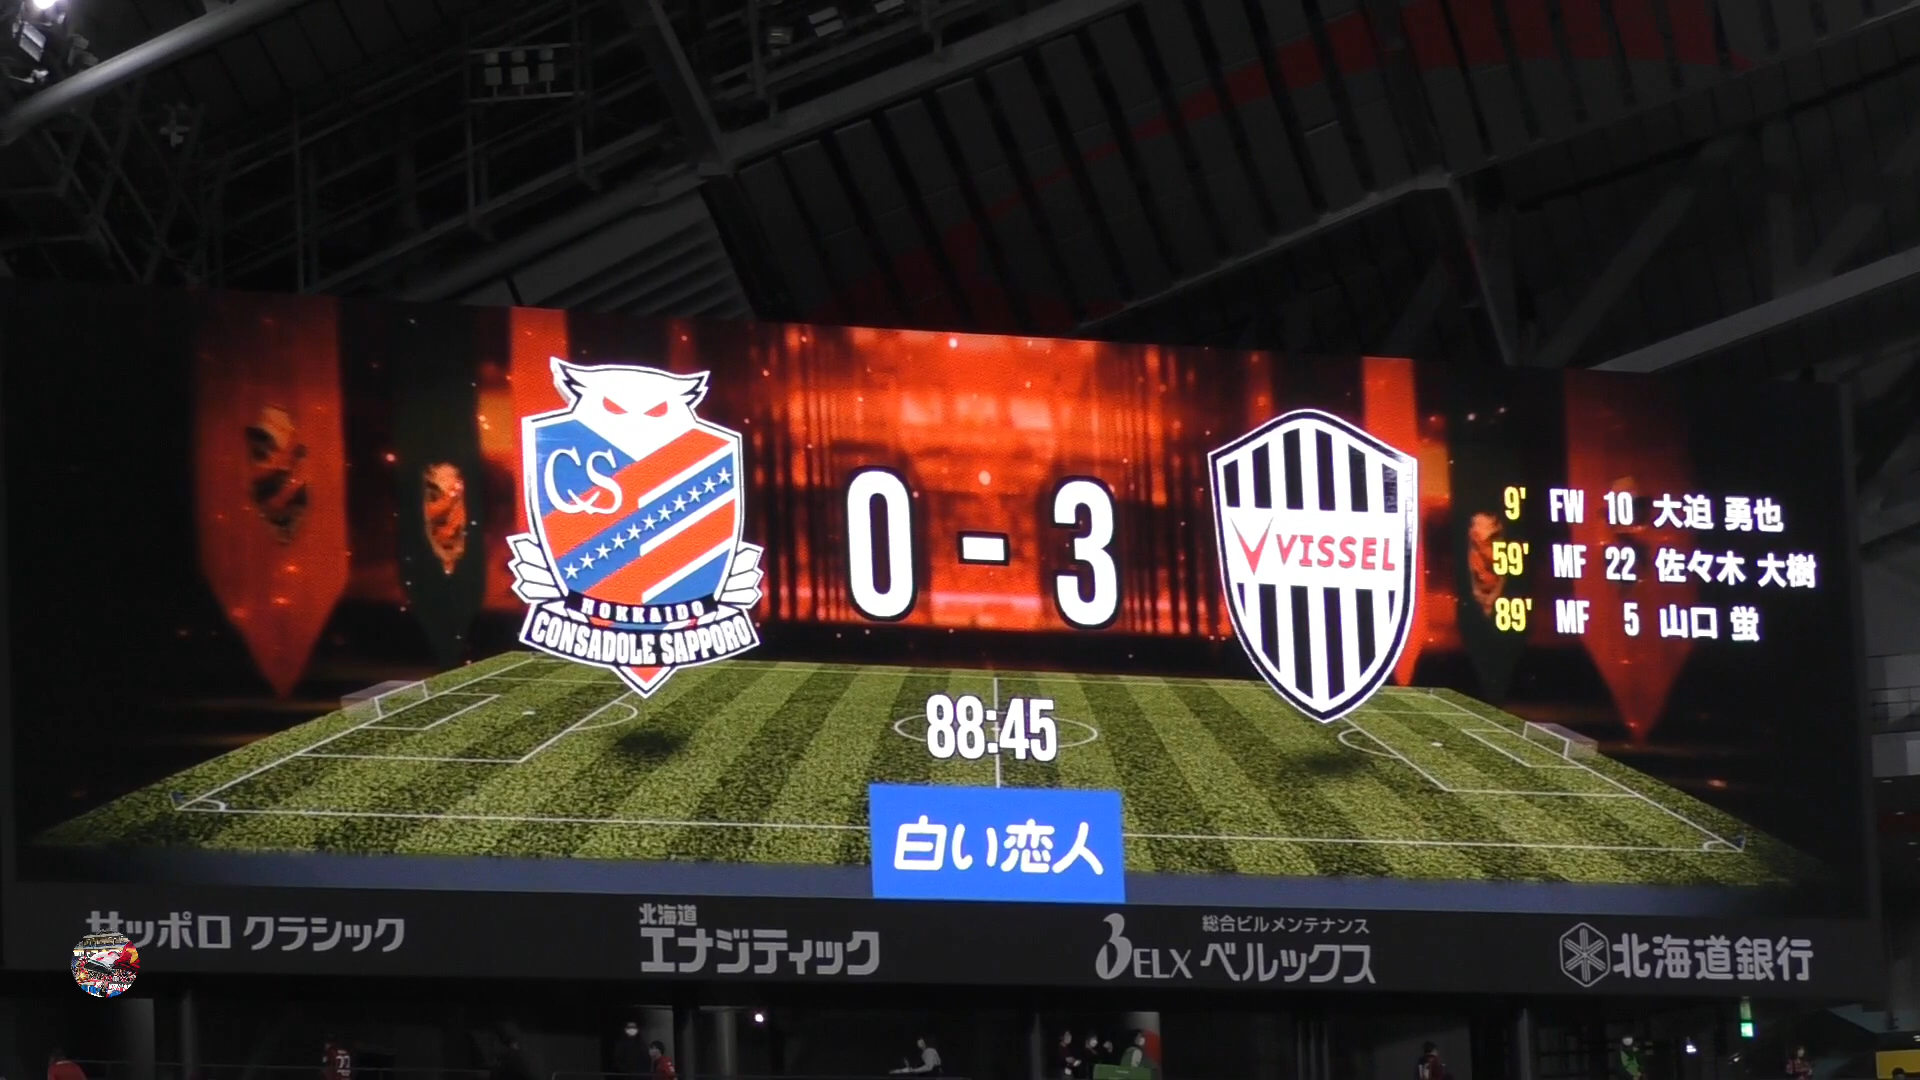 CS
HOKKAIDO
CONSADOLE SAPPORO
0 - 3
VISSEL
9' FW 10 大迫 勇也
59' MF 22 佐々木 大樹
89' MF 5 山口 蛍
88:45
白い恋人
サッポロ クラシック
北海道
エナジティック
BELX 総合ビルメンテナンス
ベルックス
北海道銀行